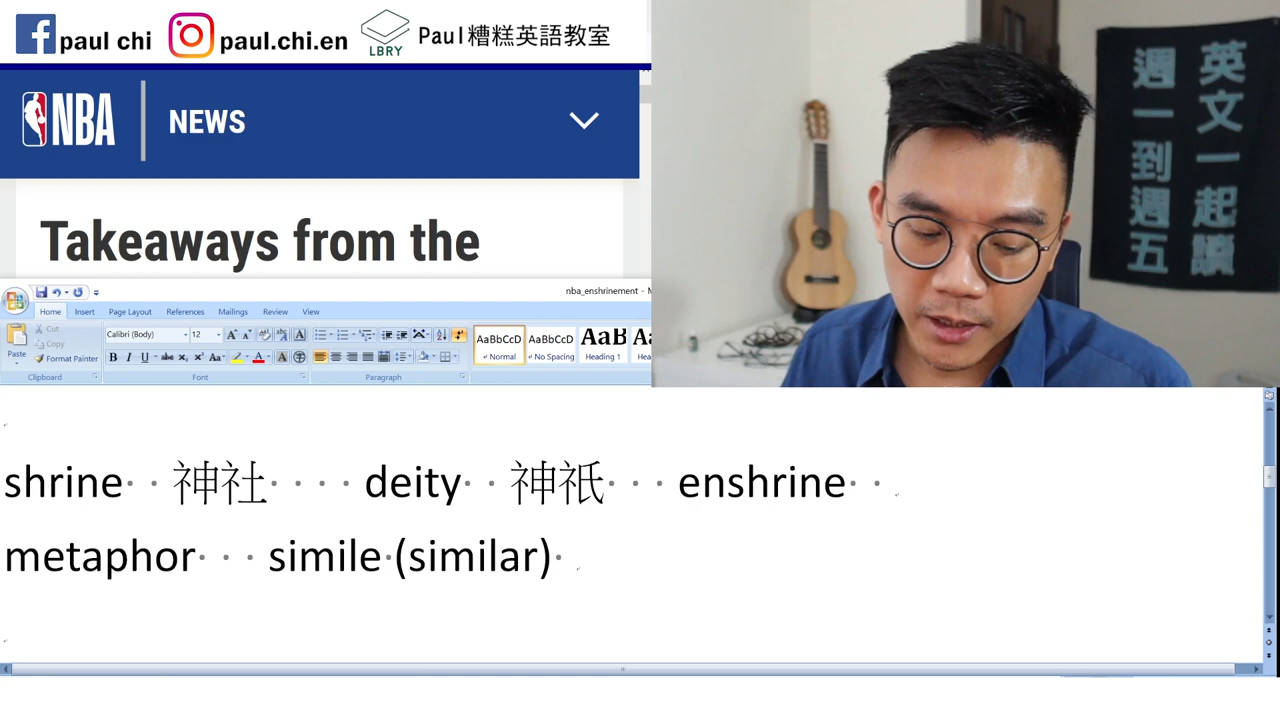 paul chi
paul.chi.en
LBRY
Paul糟糕英語教室
NBA
NEWS
Takeaways from the
nba_enshrinement - M
Home Insert Page Layout References Mailings Review View
Paste
Cut
Copy
Format Painter
Calibri (Body) 12
AaBbCcD AaBbCcD AaBb
Normal No Spacing Heading 1 Head
Clipboard Font Paragraph
shrine 神社 deity 神祇 enshrine
metaphor simile (similar)
英文一起讀
週一到週五